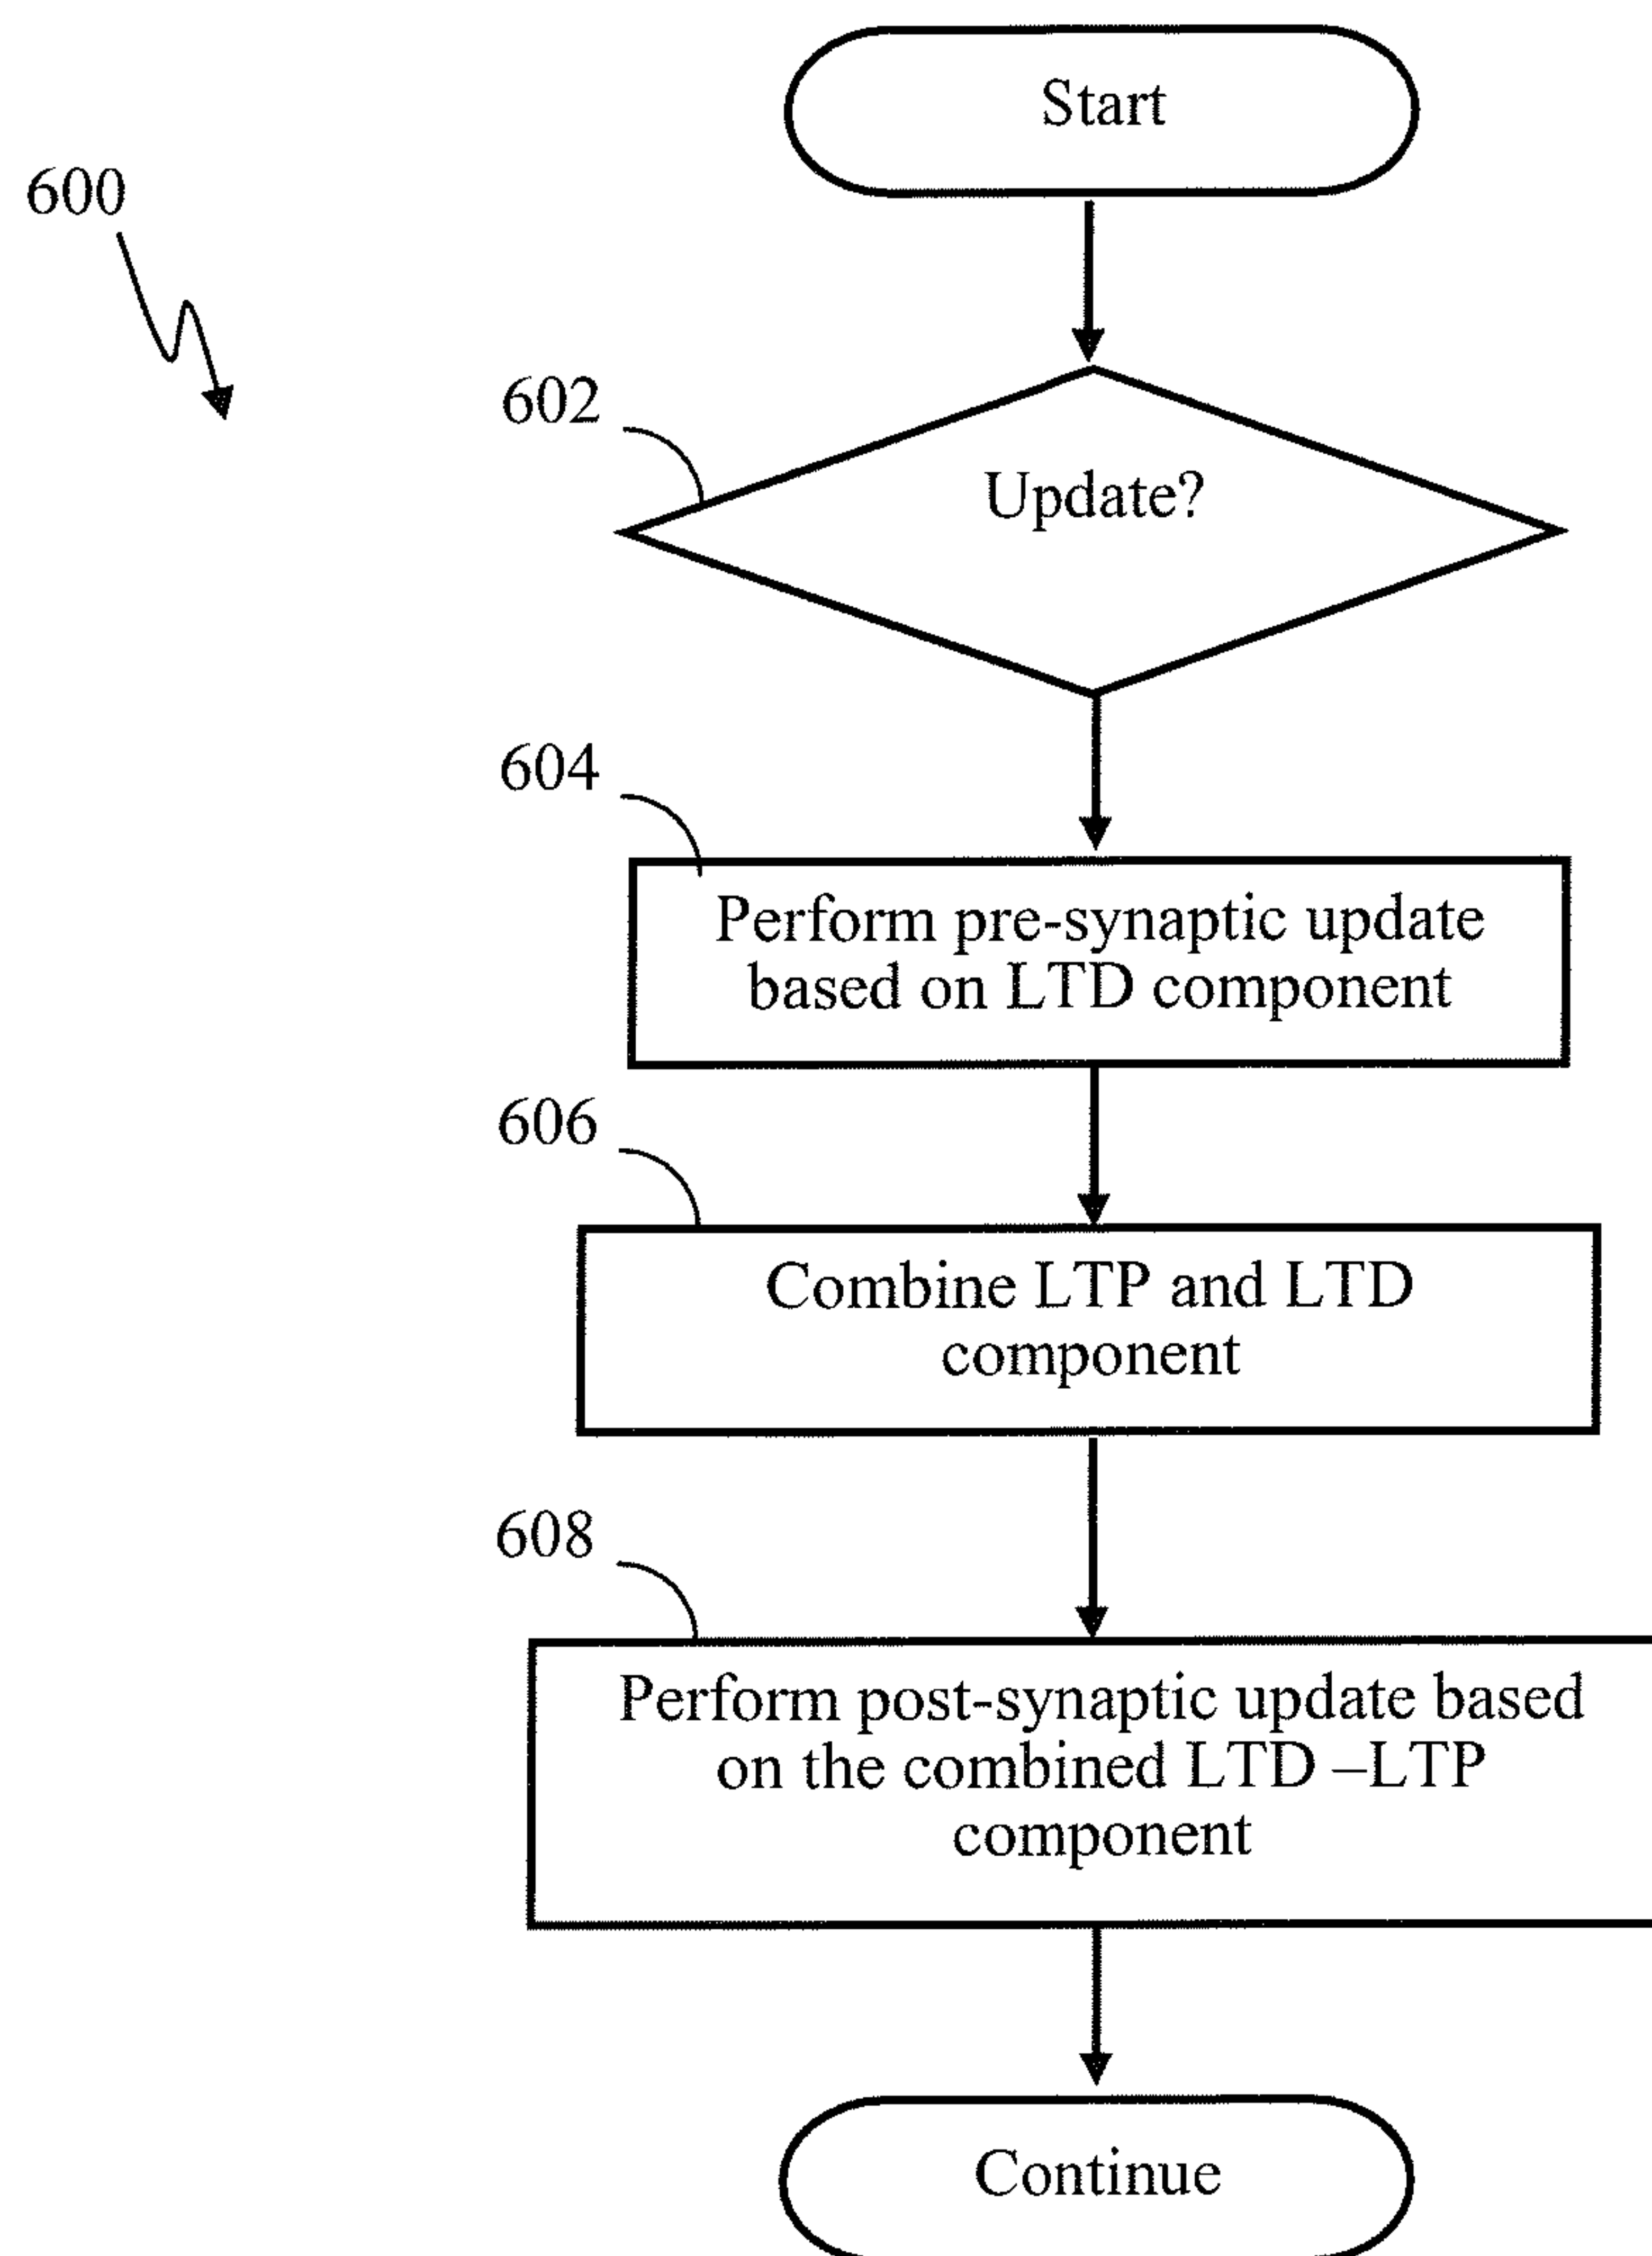 Start
600
602
Update?
604
Perform pre-synaptic update
based on LTD component
606
Combine LTP and LTD
component
608
Perform post-synaptic update based
on the combined LTD –LTP
component
Continue